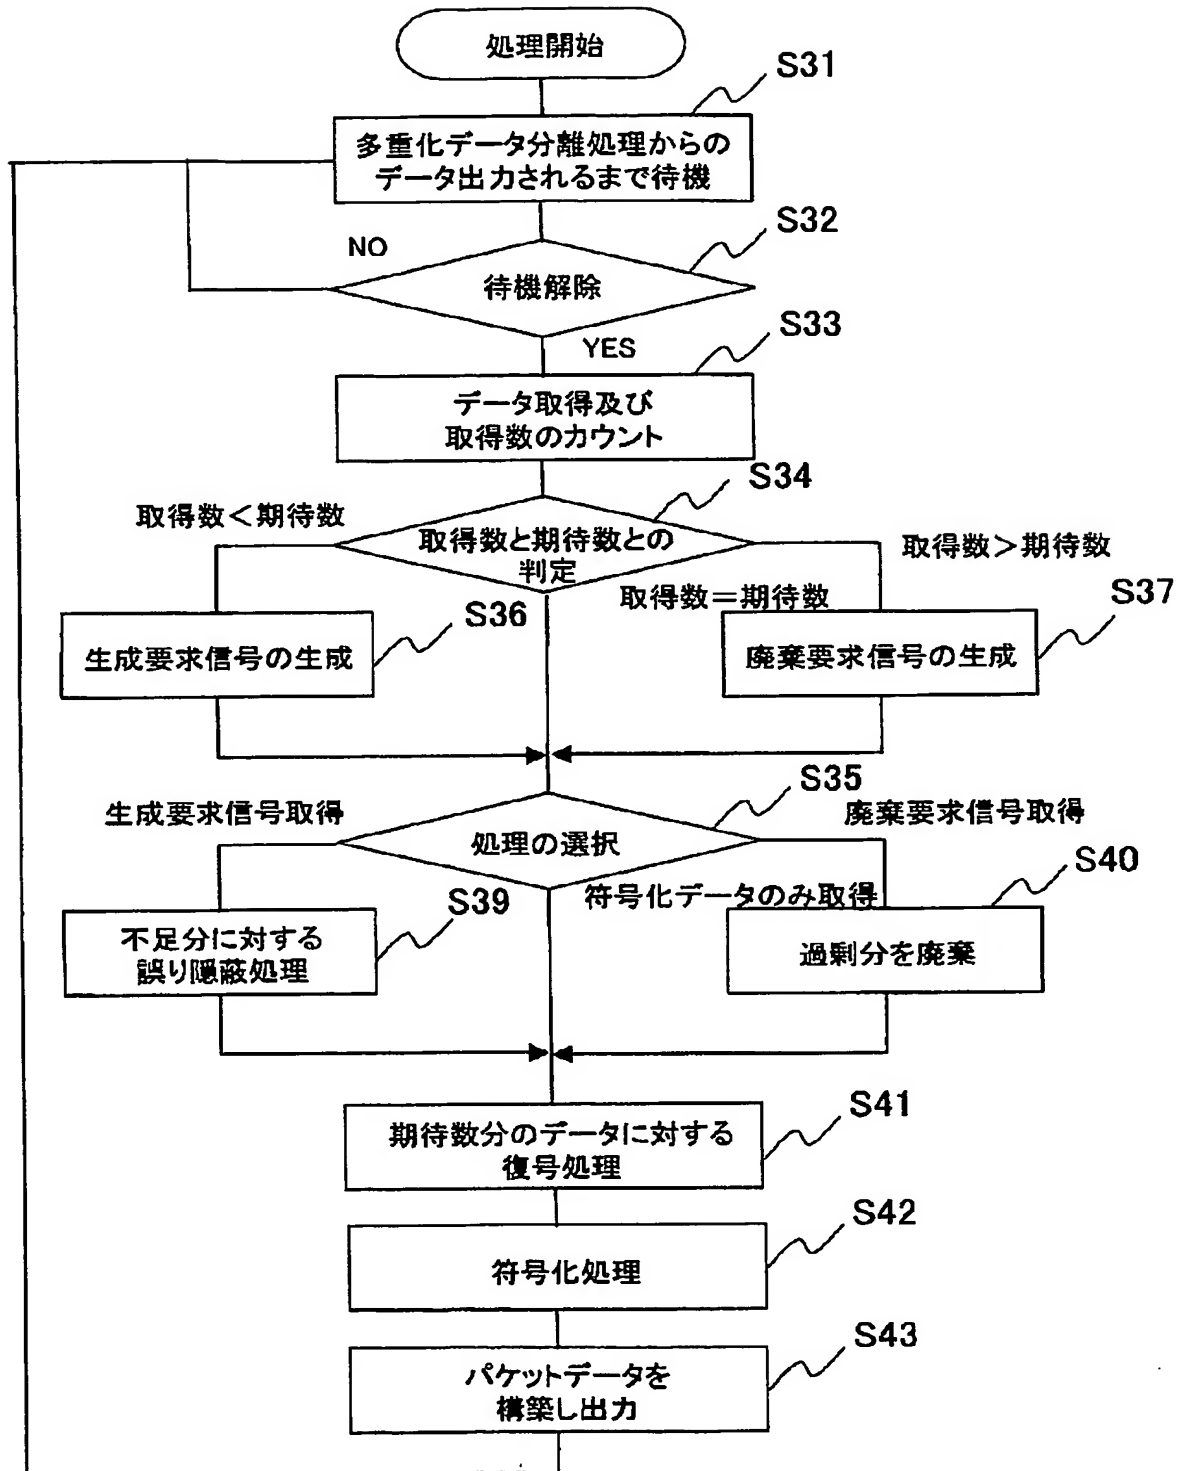 処理開始
S31
多重化データ分離処理からの
データ出力されるまで待機
S32
NO
待機解除
S33
YES
データ取得及び
取得数のカウント
S34
取得数＜期待数
取得数と期待数との
判定
取得数＞期待数
取得数＝期待数
S36
S37
生成要求信号の生成
廃棄要求信号の生成
S35
生成要求信号取得
廃棄要求信号取得
処理の選択
S39
符号化データのみ取得
S40
不足分に対する
誤り隠蔽処理
過剰分を廃棄
S41
期待数分のデータに対する
復号処理
S42
符号化処理
S43
パケットデータを
構築し出力